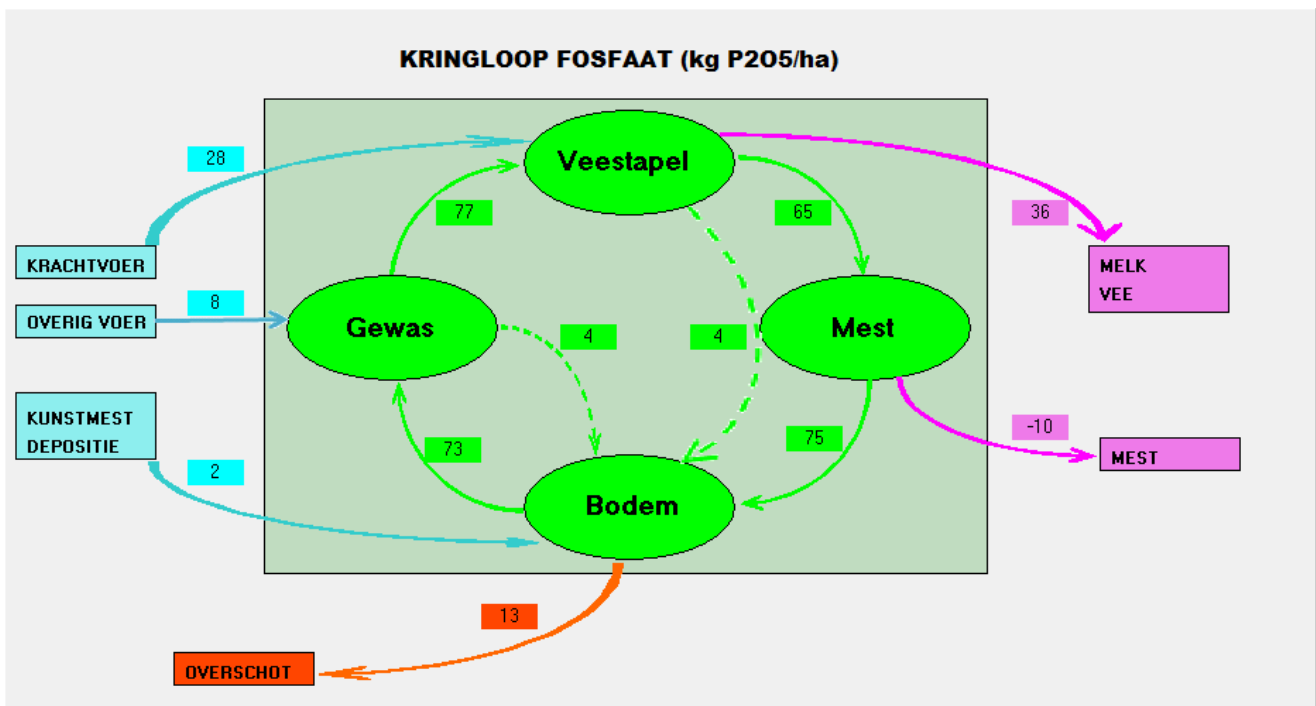 KRINGLOOP FOSFAAT (kg P2O5/ha)
28
Veestapel
77
65
36
KRACHTVOER
MELK
VEE
8
OVERIG VOER
Gewas
4
4
Mest
KUNSTMEST
DEPOSITIE
73
75
-10
MEST
2
Bodem
13
OVERSCHOT